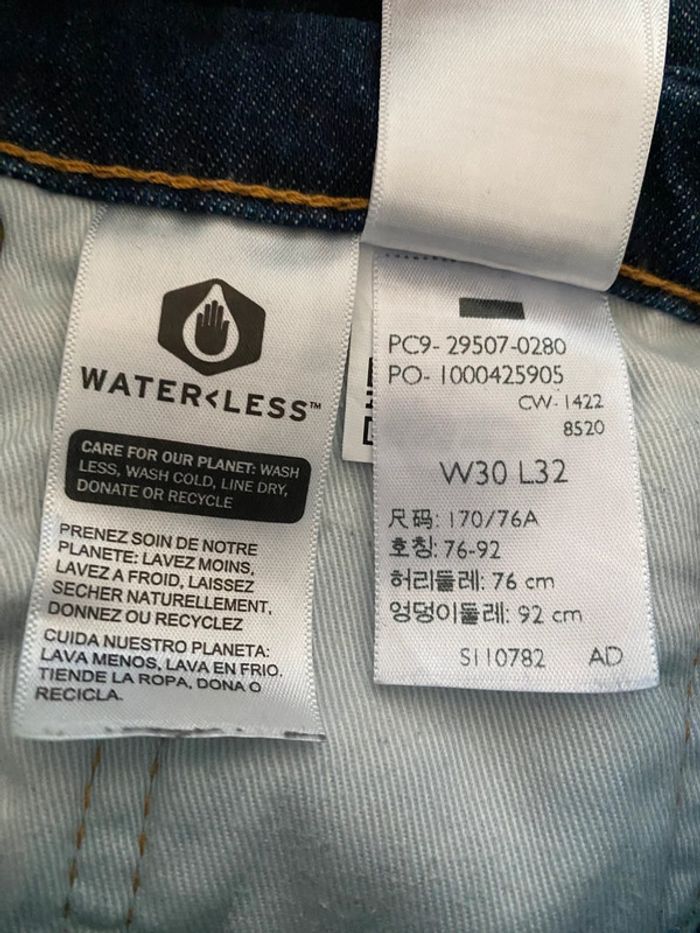 WATER<LESS™
CARE FOR OUR PLANET: WASH
LESS, WASH COLD, LINE DRY,
DONATE OR RECYCLE
PRENEZ SOIN DE NOTRE
PLANETE: LAVEZ MOINS,
LAVEZ A FROID, LAISSEZ
SECHER NATURELLEMENT,
DONNEZ OU RECYCLEZ
CUIDA NUESTRO PLANETA:
LAVA MENOS, LAVA EN FRIO,
TIENDE LA ROPA, DONA O
RECICLA.
PC9- 29507-0280
PO- 1000425905
CW- 1422
8520
W30 L32
尺码: 170/76A
호칭: 76-92
허리둘레: 76 cm
엉덩이둘레: 92 cm
S110782 AD